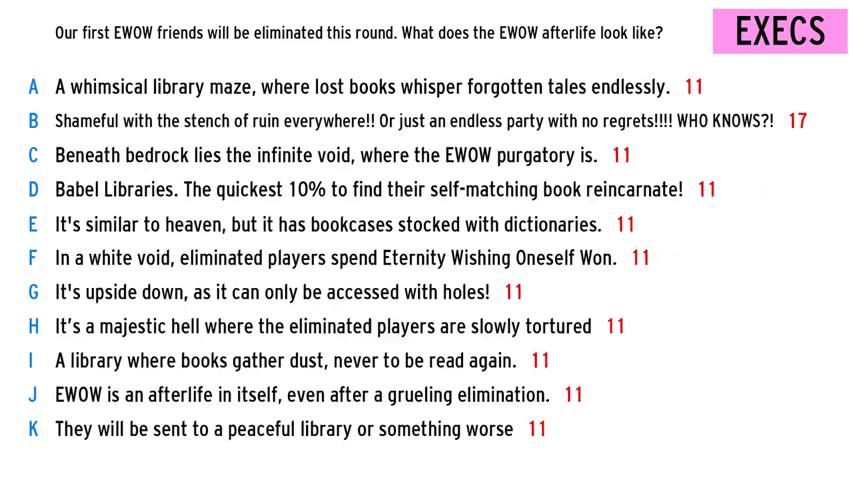 Our first EWOW friends will be eliminated this round. What does the EWOW afterlife look like?
EXECS
A A whimsical library maze, where lost books whisper forgotten tales endlessly. 11
B Shameful with the stench of ruin everywhere!! Or just an endless party with no regrets!!!! WHO KNOWS?! 17
C Beneath bedrock lies the infinite void, where the EWOW purgatory is. 11
D Babel Libraries. The quickest 10% to find their self-matching book reincarnate! 11
E It's similar to heaven, but it has bookcases stocked with dictionaries. 11
F In a white void, eliminated players spend Eternity Wishing Oneself Won. 11
G It's upside down, as it can only be accessed with holes! 11
H It’s a majestic hell where the eliminated players are slowly tortured 11
I A library where books gather dust, never to be read again. 11
J EWOW is an afterlife in itself, even after a grueling elimination. 11
K They will be sent to a peaceful library or something worse 11